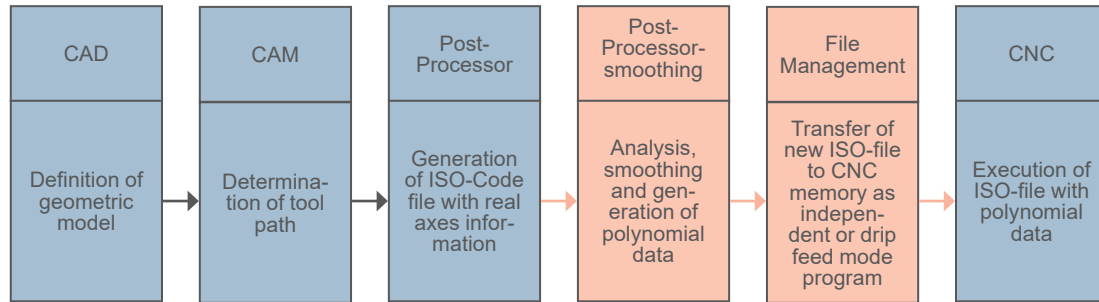 CAD
Definition of
geometric
model
CAM
Determina-
tion of tool
path
Post-
Processor
Generation
of ISO-Code
file with real
axes infor-
mation
Post-
Processor-
smoothing
Analysis,
smoothing
and gen-
eration of
polynomial
data
File
Management
Transfer of
new ISO-file
to CNC
memory as
indepen-
dent or drip
feed mode
program
CNC
Execution of
ISO-file with
polynomial
data